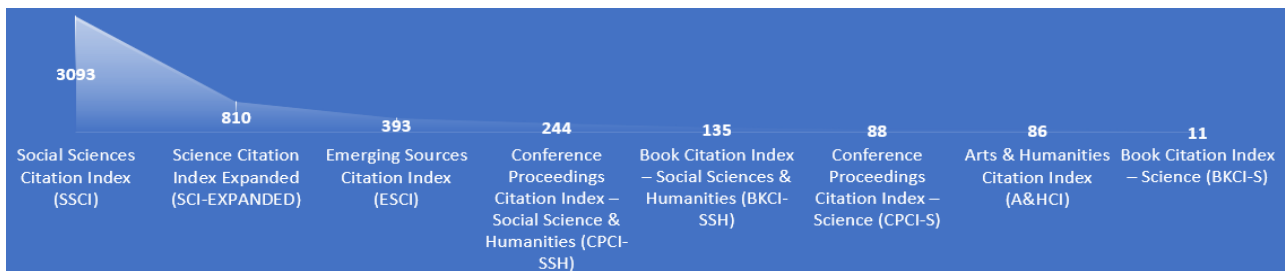 3093
810
393
244
135
88
86
11
Social Sciences
Citation Index
(SSCI)
Science Citation
Index Expanded
(SCI-EXPANDED)
Emerging Sources
Citation Index
(ESCI)
Conference
Proceedings
Citation Index –
Social Science &
Humanities (CPCI-
SSH)
Book Citation Index
– Social Sciences &
Humanities (BKCI-
SSH)
Conference
Proceedings
Citation Index –
Science (CPCI-S)
Arts & Humanities
Citation Index
(A&HCI)
Book Citation Index
– Science (BKCI-S)